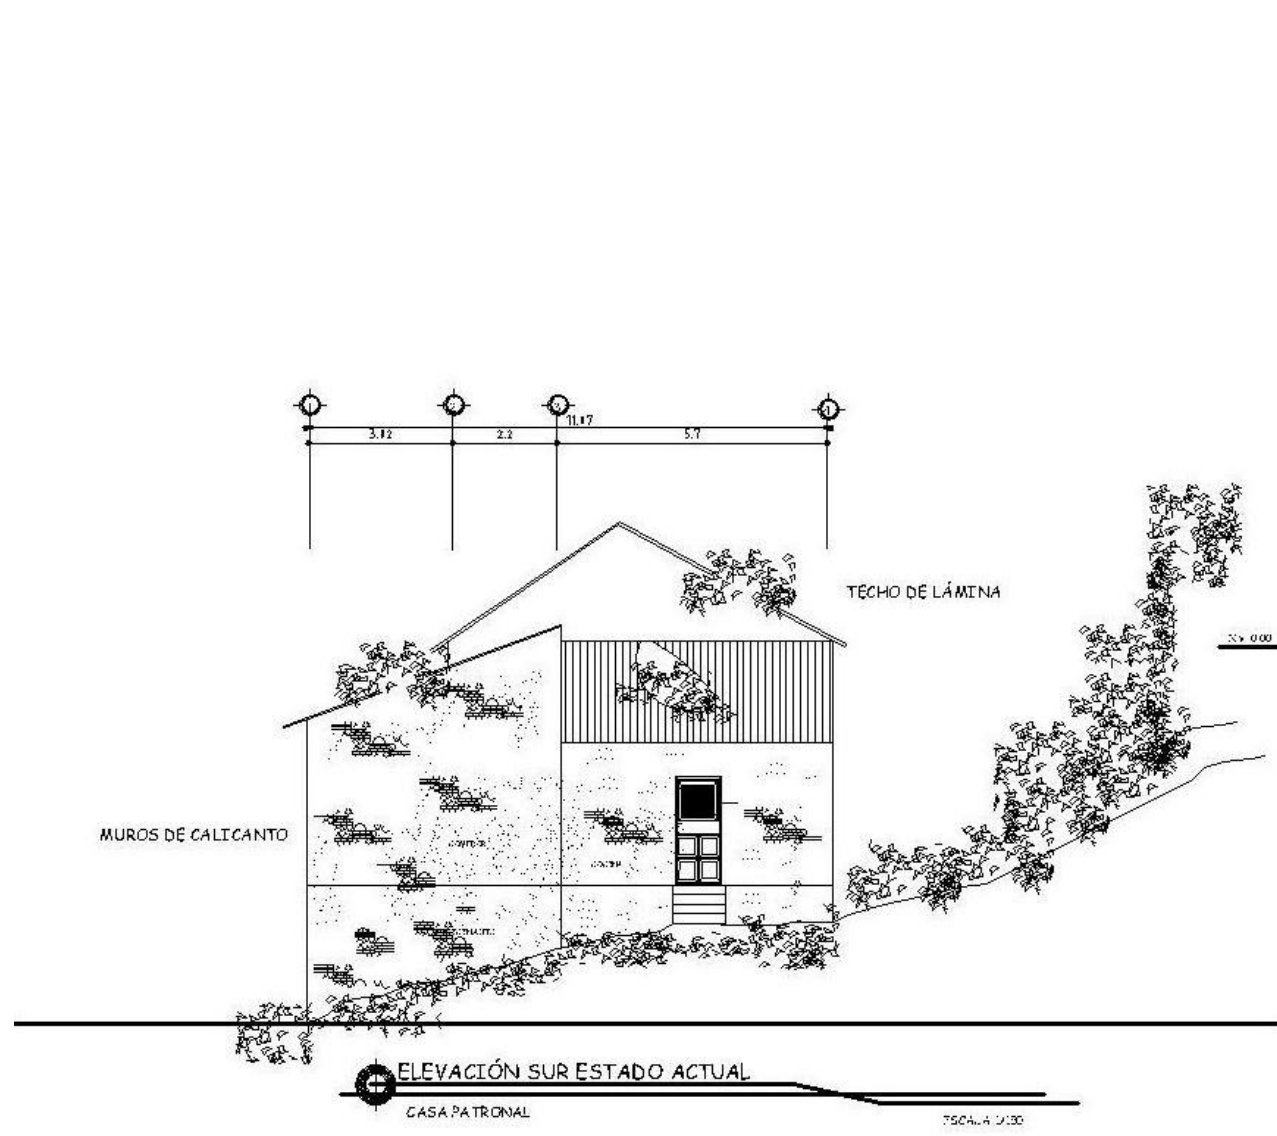 11.17
3.12 2.2 5.7
TECHO DE LÁMINA
MUROS DE CALICANTO
ELEVACIÓN SUR ESTADO ACTUAL
CASA PATRONAL